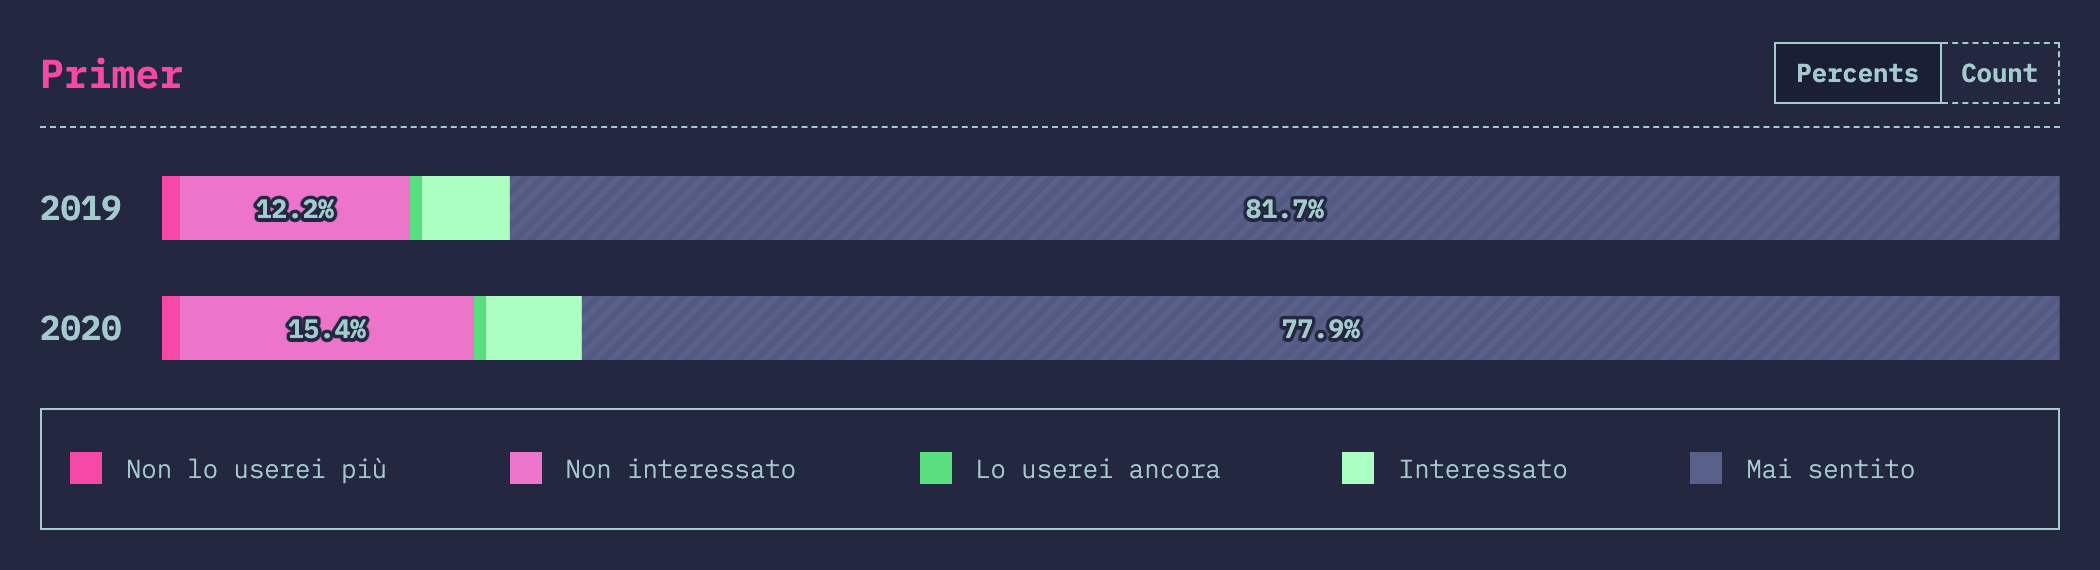 Primer
Percents Count
2019 12.2% 81.7%
2020 15.4% 77.9%
Non lo userei più Non interessato Lo userei ancora Interessato Mai sentito